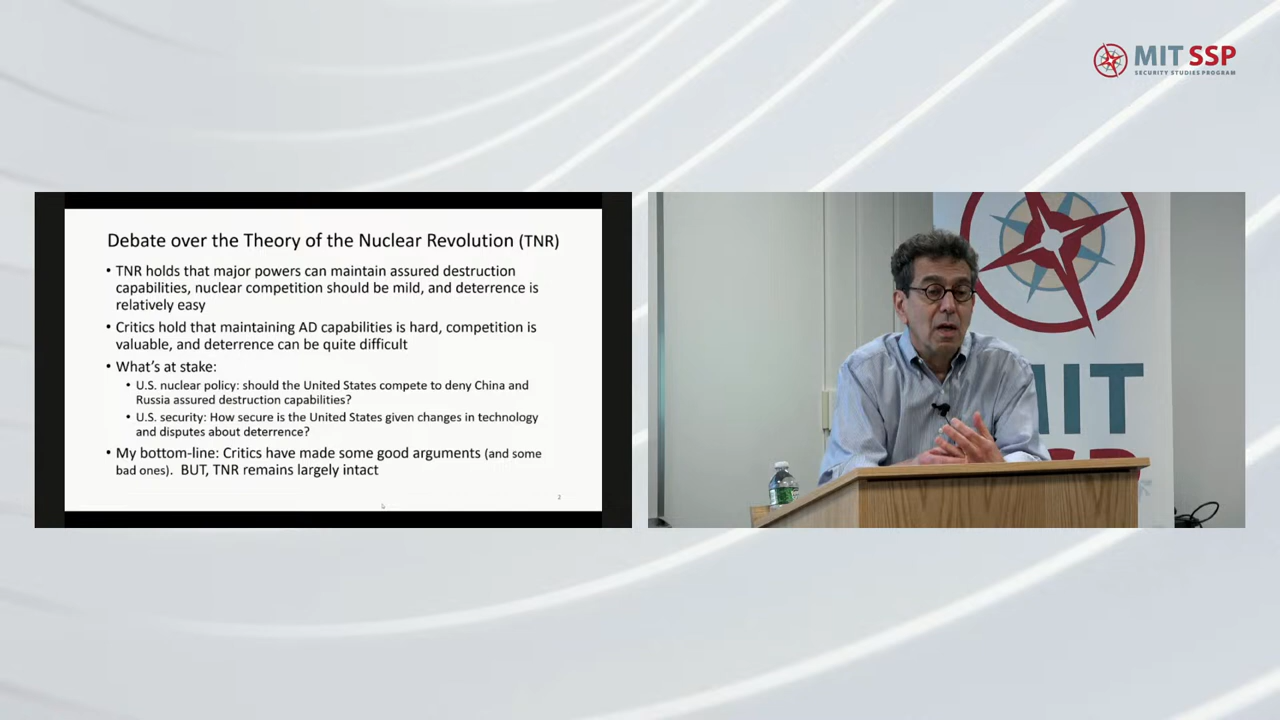 MIT SSP
SECURITY STUDIES PROGRAM
Debate over the Theory of the Nuclear Revolution (TNR)
• TNR holds that major powers can maintain assured destruction
capabilities, nuclear competition should be mild, and deterrence is
relatively easy
• Critics hold that maintaining AD capabilities is hard, competition is
valuable, and deterrence can be quite difficult
• What's at stake:
• U.S. nuclear policy: should the United States compete to deny China and
Russia assured destruction capabilities?
• U.S. security: How secure is the United States given changes in technology
and disputes about deterrence?
• My bottom-line: Critics have made some good arguments (and some
bad ones). BUT, TNR remains largely intact
2
MIT
SSP